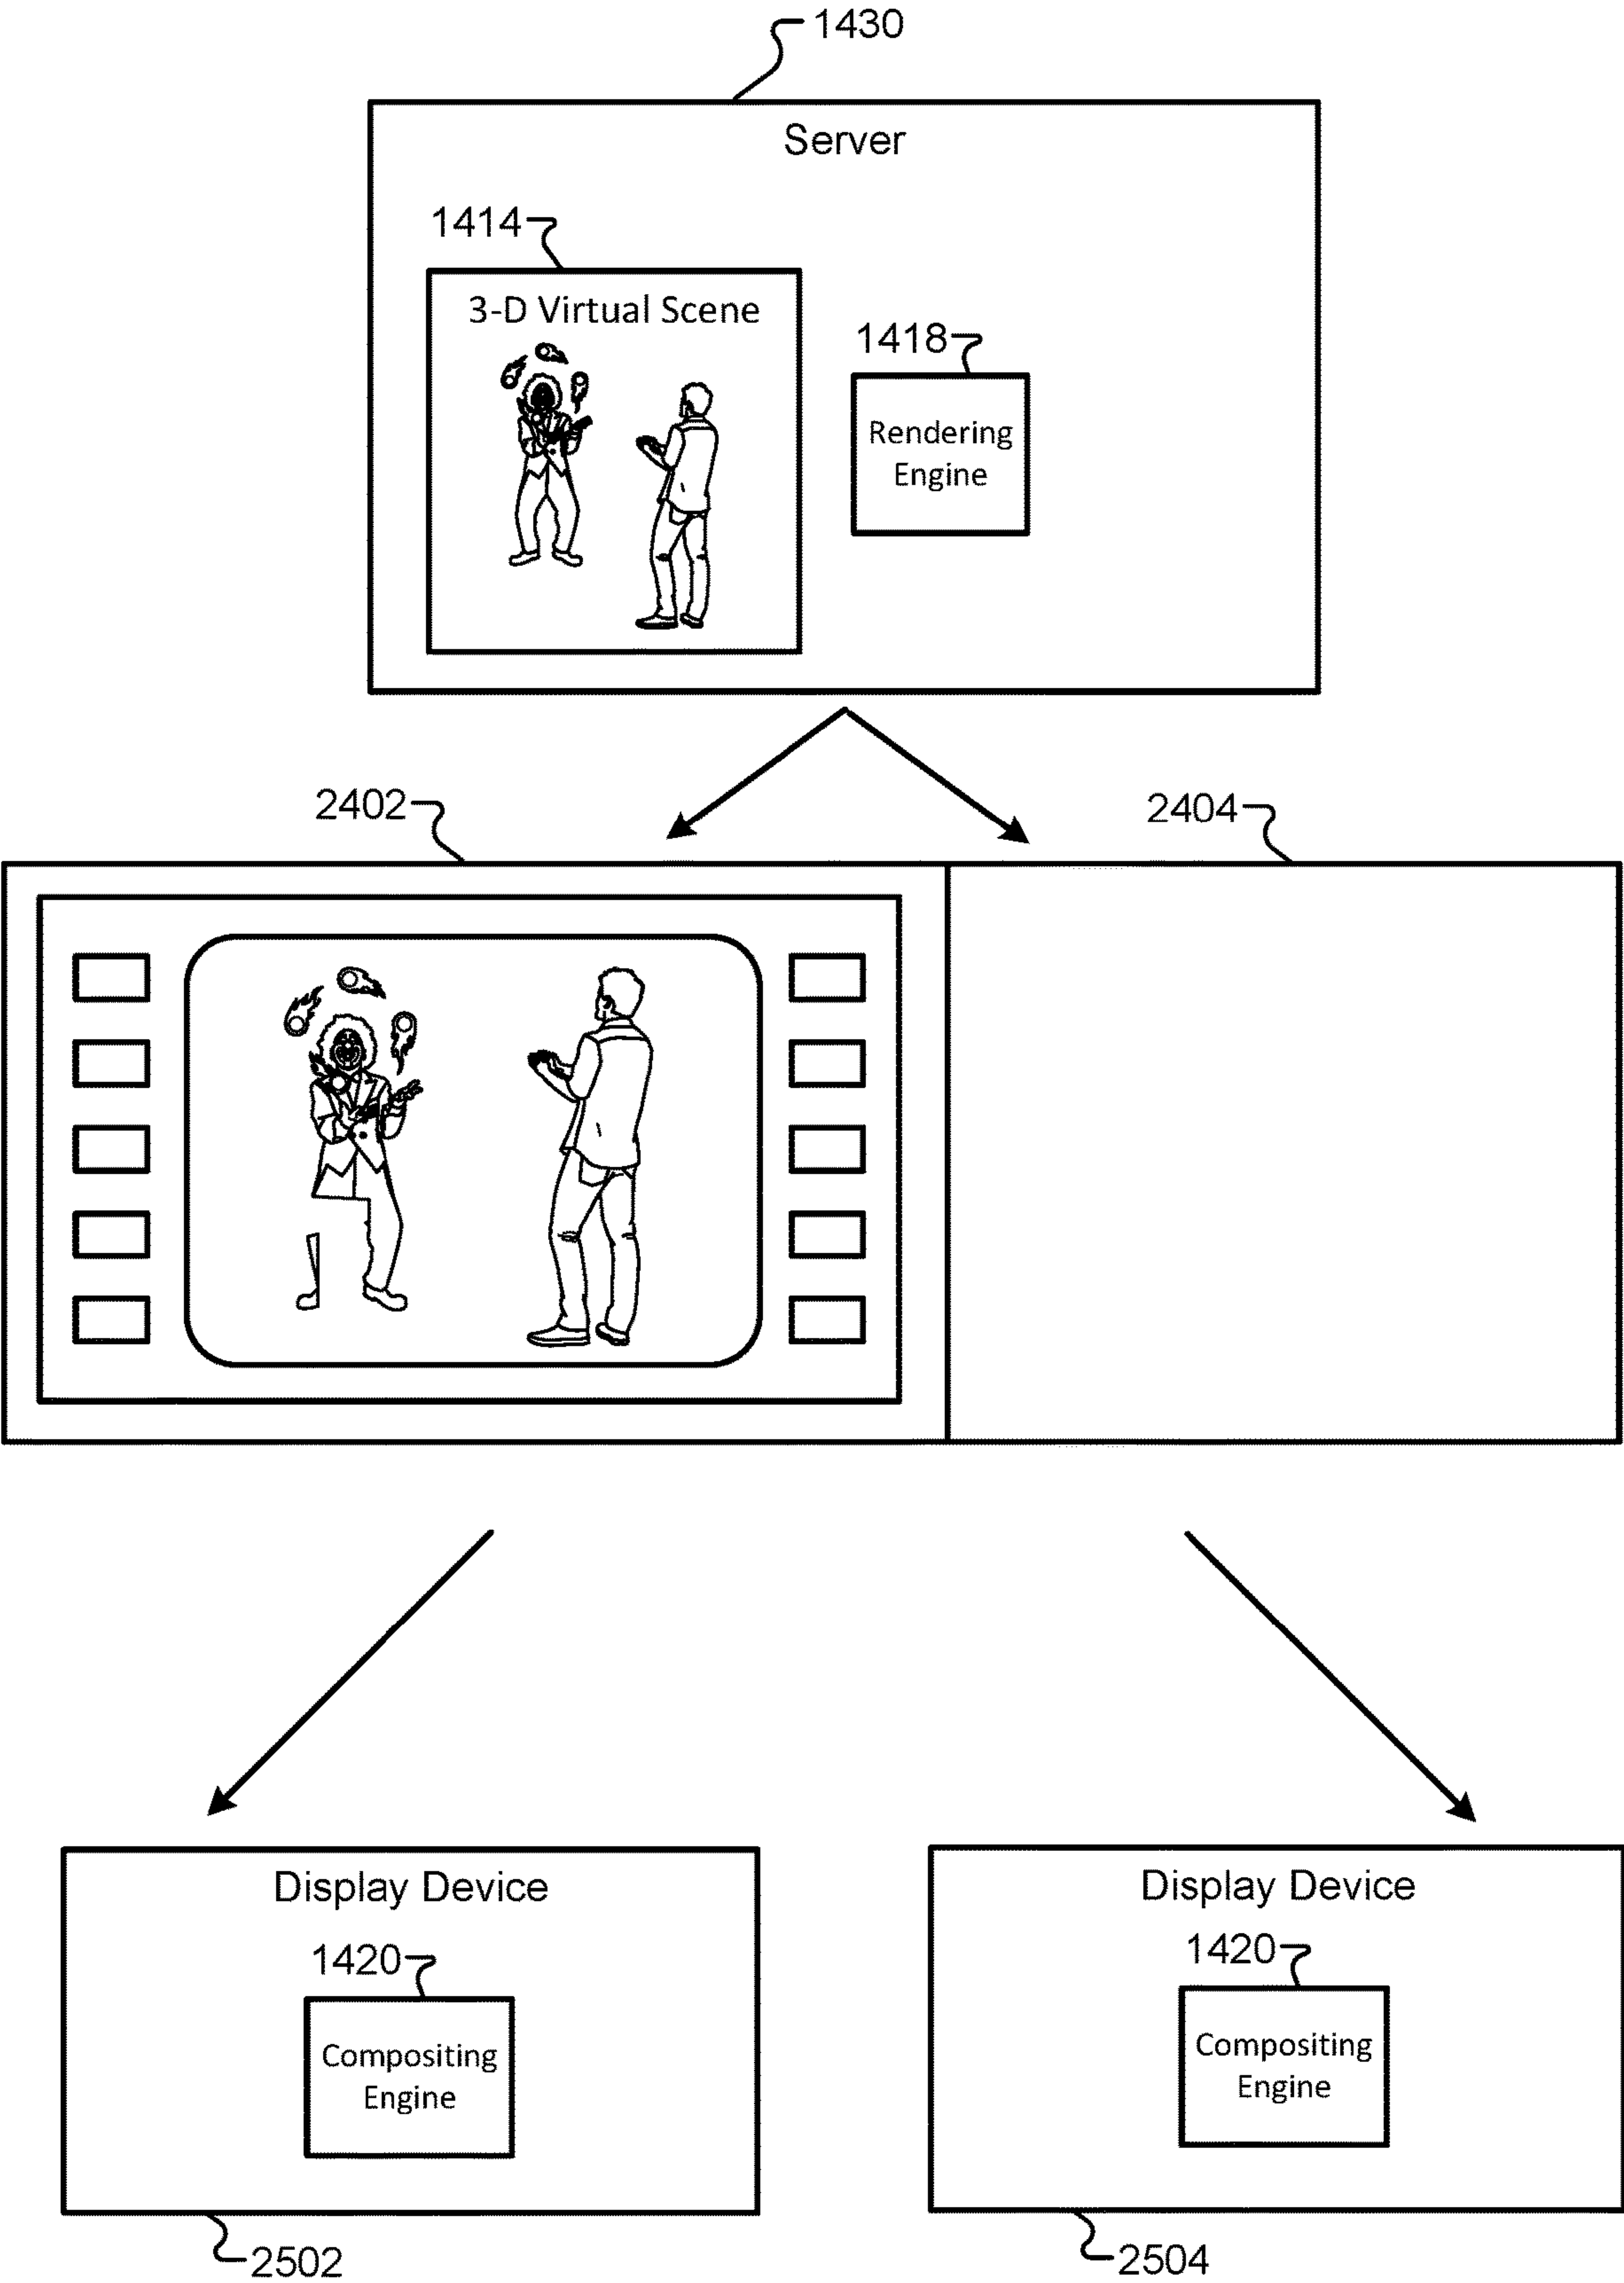 1430
Server
1414
3-D Virtual Scene
1418
Rendering
Engine
2402
2404
Display Device
1420
Compositing
Engine
2502
Display Device
1420
Compositing
Engine
2504